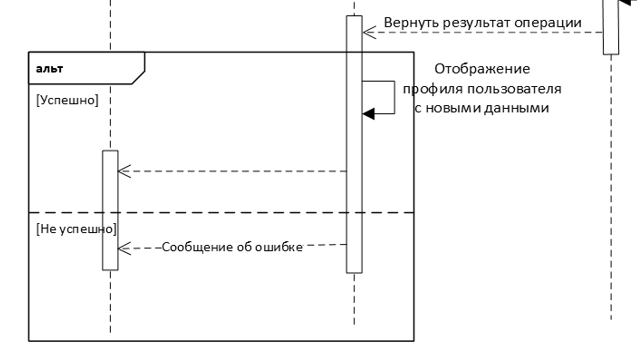 Вернуть результат операции
альт
Отображение
профиля пользователя
с новыми данными
[Успешно]
[Не успешно]
Сообщение об ошибке